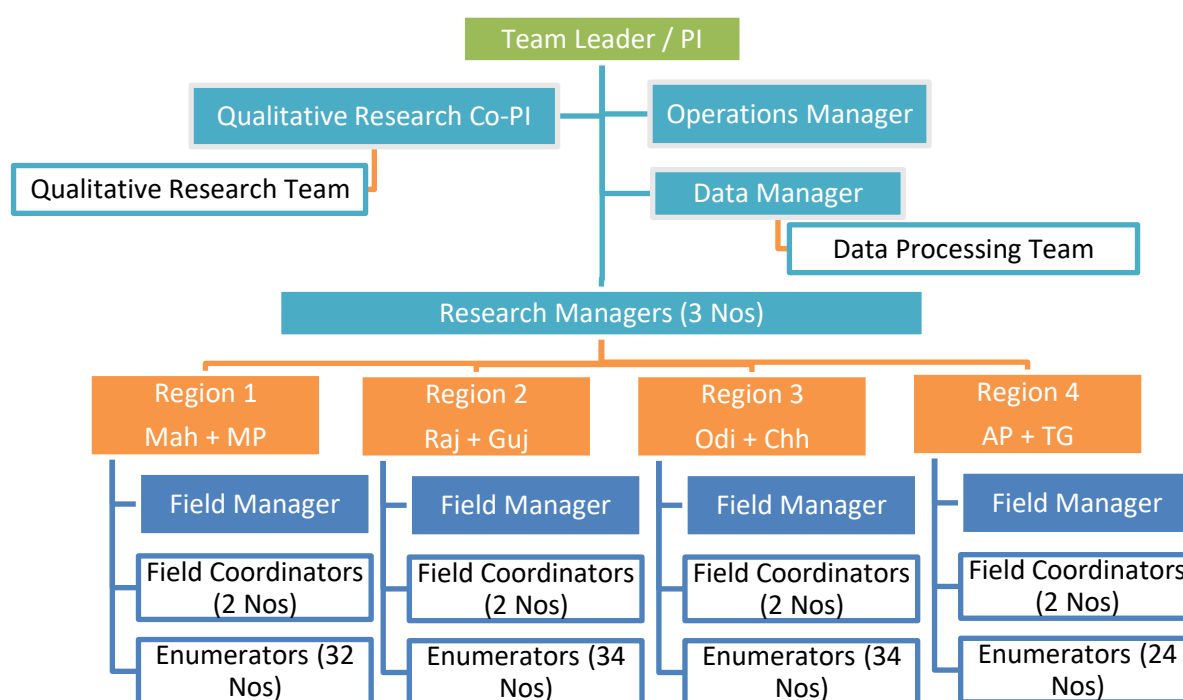 Team Leader / PI
Qualitative Research Co-PI
Operations Manager
Qualitative Research Team
Data Manager
Data Processing Team
Research Managers (3 Nos)
Region 1
Mah + MP
Region 2
Raj + Guj
Region 3
Odi + Chh
Region 4
AP + TG
Field Manager
Field Manager
Field Manager
Field Manager
Field Coordinators
(2 Nos)
Field Coordinators
(2 Nos)
Field Coordinators
(2 Nos)
Field Coordinators
(2 Nos)
Enumerators (32
Nos)
Enumerators (34
Nos)
Enumerators (34
Nos)
Enumerators (24
Nos)